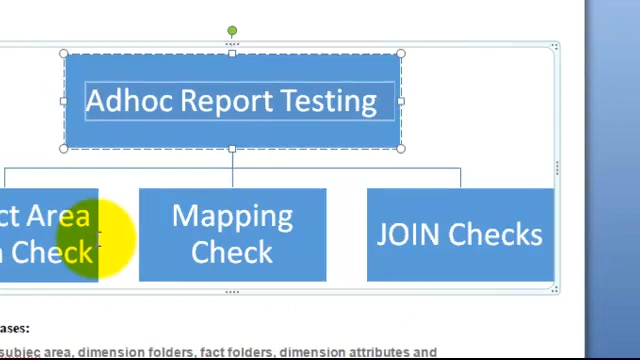 Adhoc Report Testing
ct Area
Check
Mapping
Check
JOIN Checks
ases:
subjec area, dimension folders, fact folders, dimension attributes and